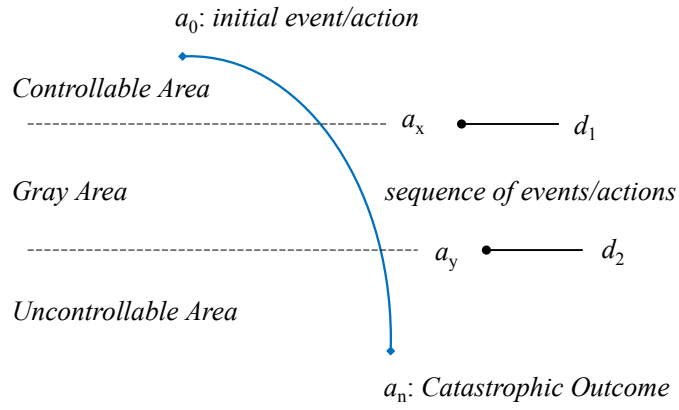 a₀: initial event/action
Controllable Area
aₓ d₁
Gray Area sequence of events/actions
a_y d₂
Uncontrollable Area
aₙ: Catastrophic Outcome